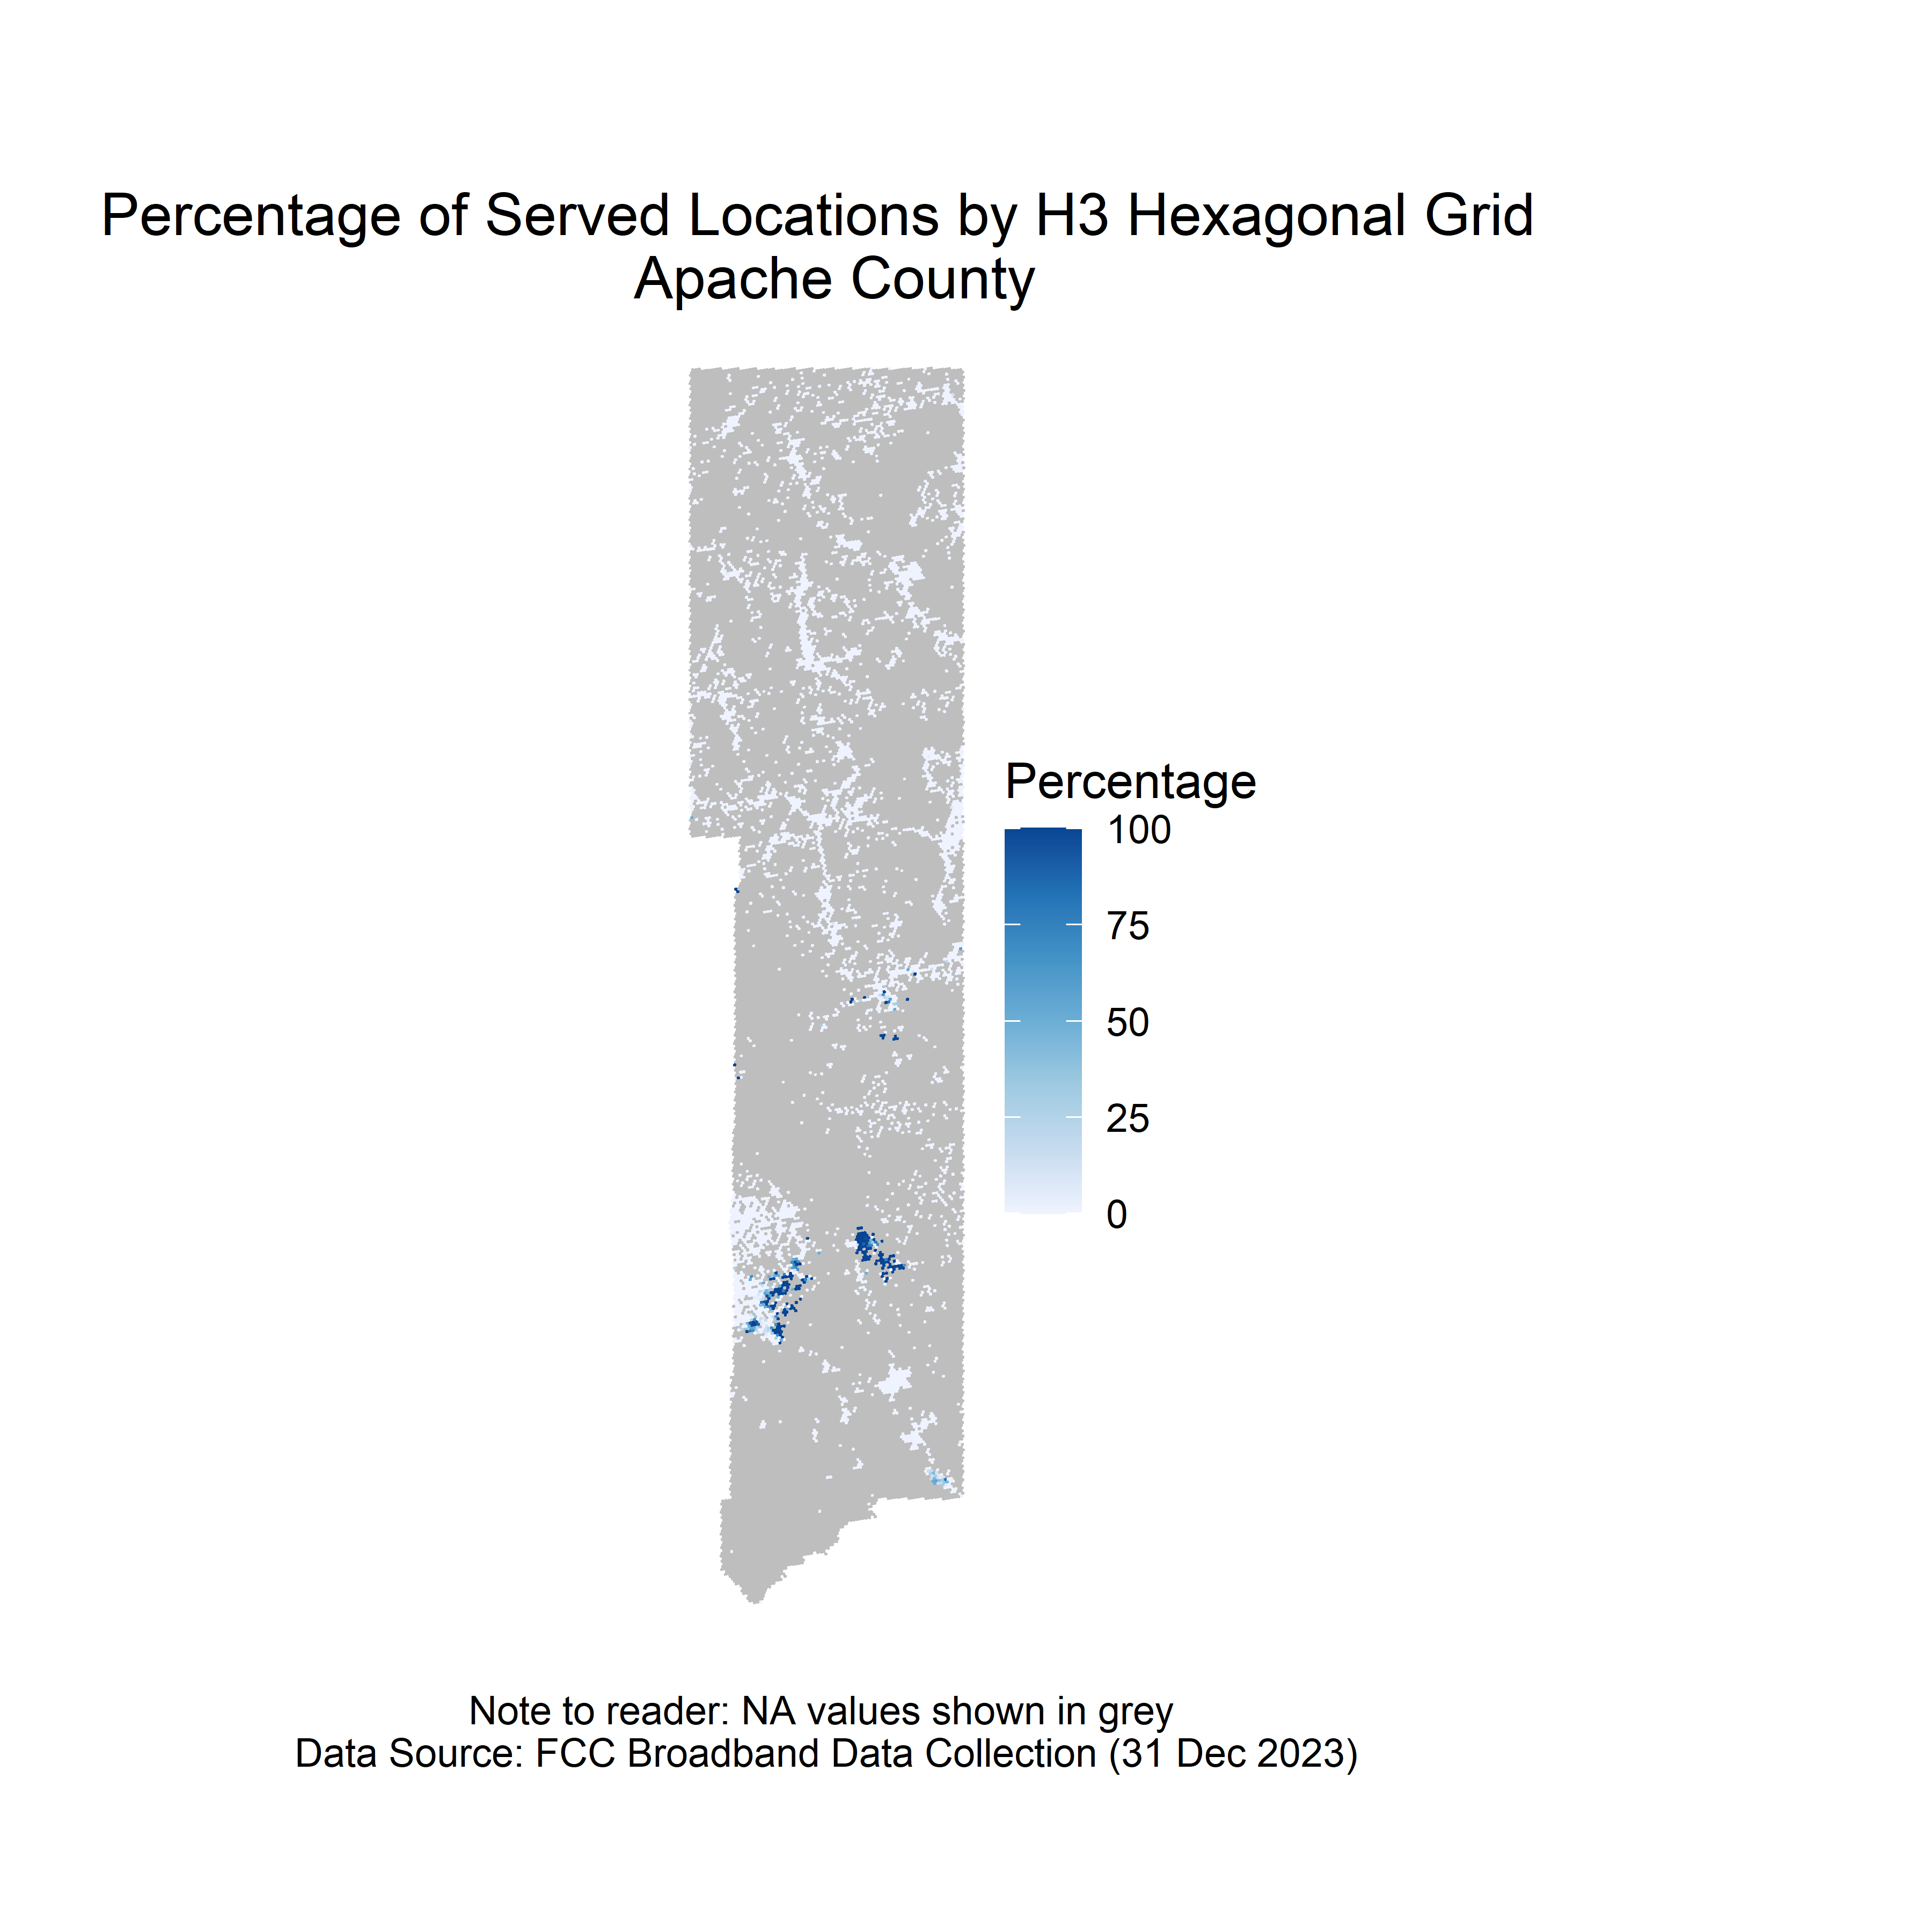 Percentage of Served Locations by H3 Hexagonal Grid
Apache County
Percentage
100
75
50
25
0
Note to reader: NA values shown in grey
Data Source: FCC Broadband Data Collection (31 Dec 2023)